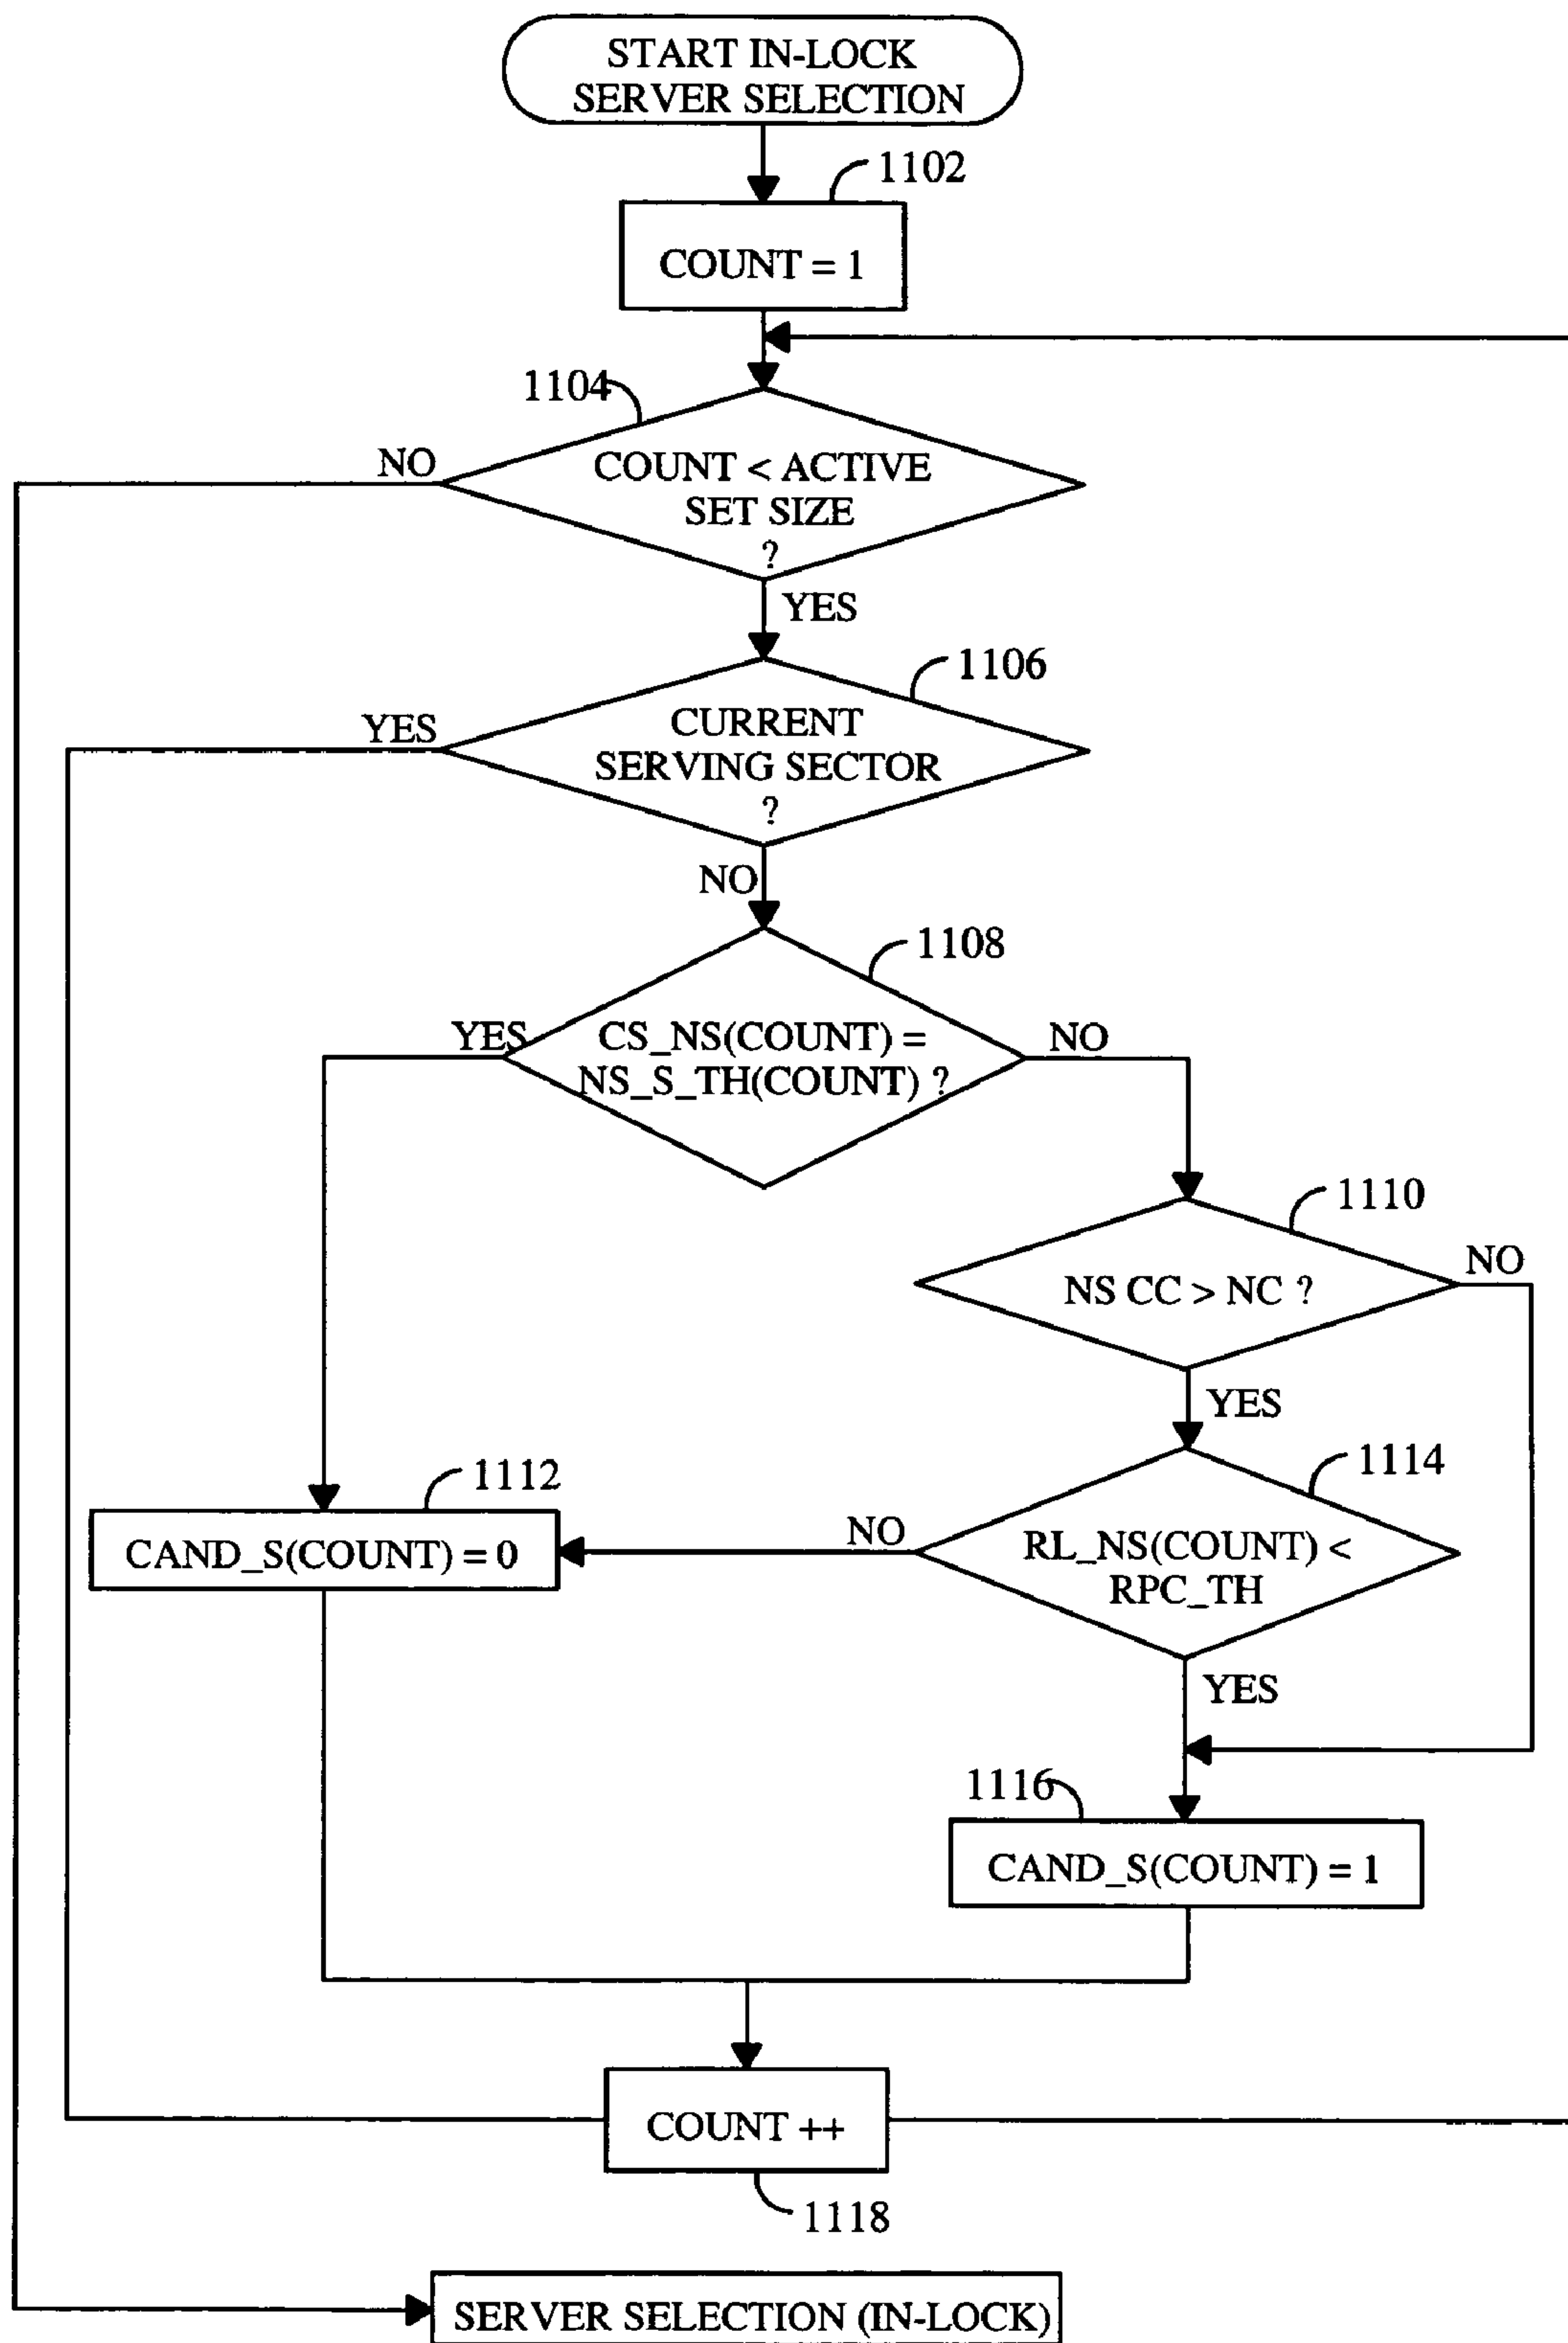 START IN-LOCK
SERVER SELECTION
1102
COUNT = 1
1104
NO
COUNT < ACTIVE
SET SIZE
?
YES
1106
YES
CURRENT
SERVING SECTOR
?
NO
1108
YES
CS_NS(COUNT) =
NS_S_TH(COUNT) ?
NO
1110
NS CC > NC ?
NO
YES
1112
1114
CAND_S(COUNT) = 0
NO
RL_NS(COUNT) <
RPC_TH
YES
1116
CAND_S(COUNT) = 1
COUNT ++
1118
SERVER SELECTION (IN-LOCK)